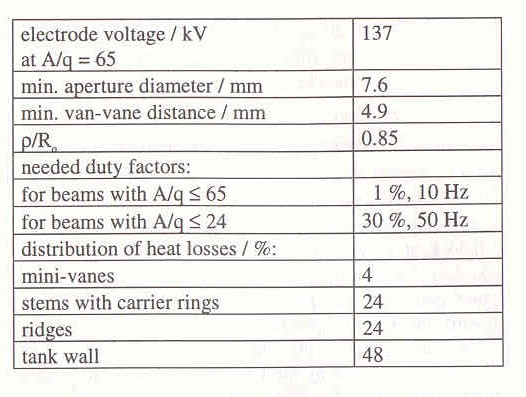 electrode voltage / kV 137
at A/q = 65
min. aperture diameter / mm 7.6
min. van-vane distance / mm 4.9
ρ/R₀ 0.85
needed duty factors:
for beams with A/q ≤ 65 1 %, 10 Hz
for beams with A/q ≤ 24 30 %, 50 Hz
distribution of heat losses / %:
mini-vanes 4
stems with carrier rings 24
ridges 24
tank wall 48